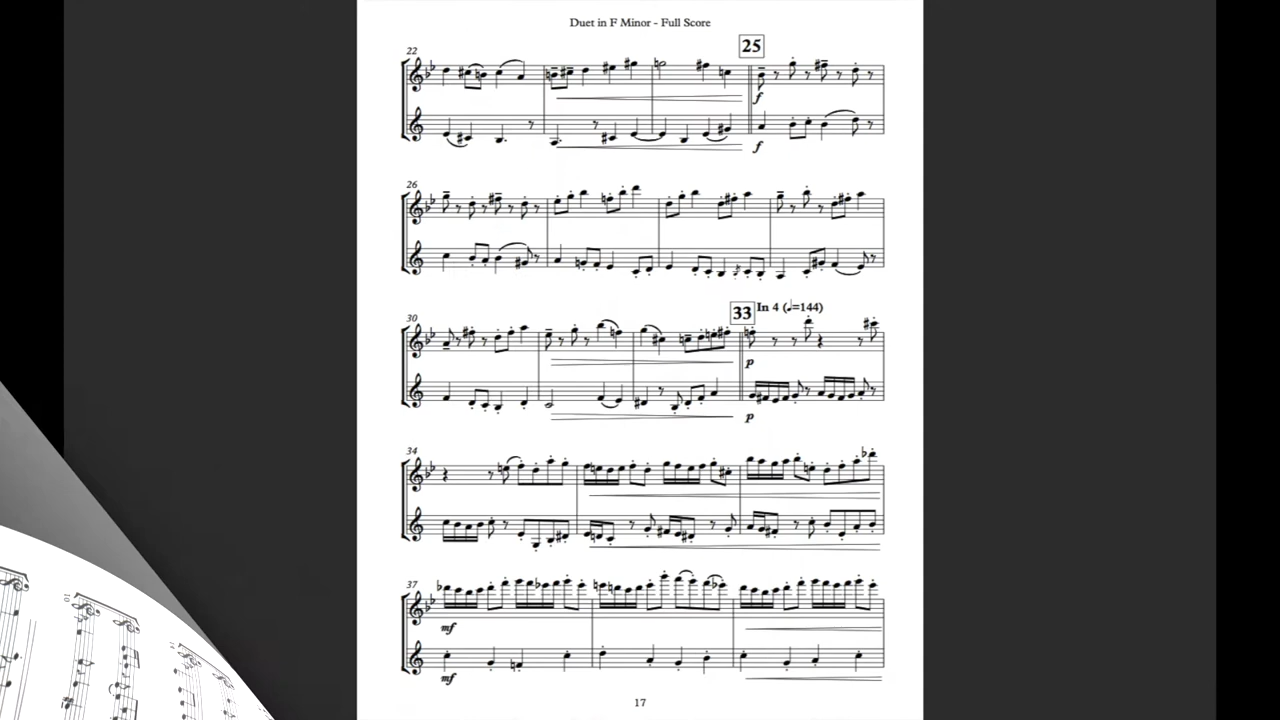 Duet in F Minor - Full Score
22
25
f
f
26
30
33 In 4 (♩=144)
p
p
34
37
mf
mf
17